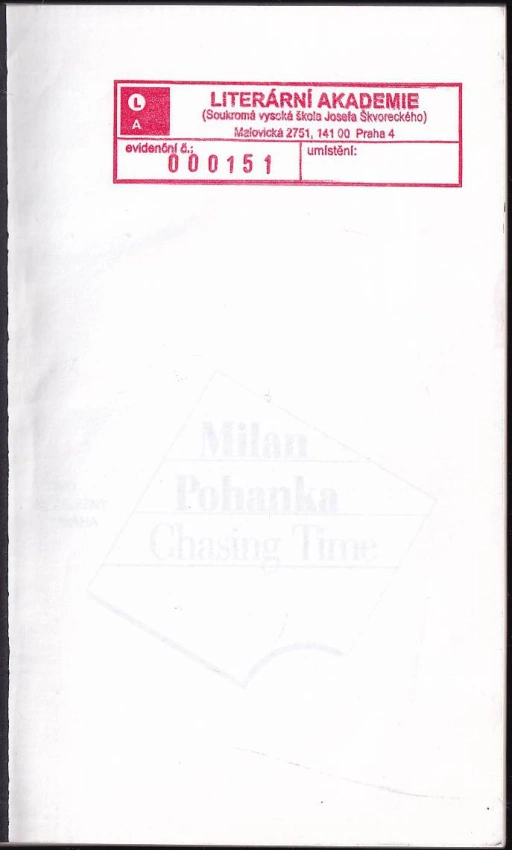 L
A
LITERÁRNÍ AKADEMIE
(Soukromá vysoká škola Josefa Škvoreckého)
Malovická 2751, 141 00 Praha 4
evidenční č.:
000151
umístění:
Milan
Pohanka
Chasing Time